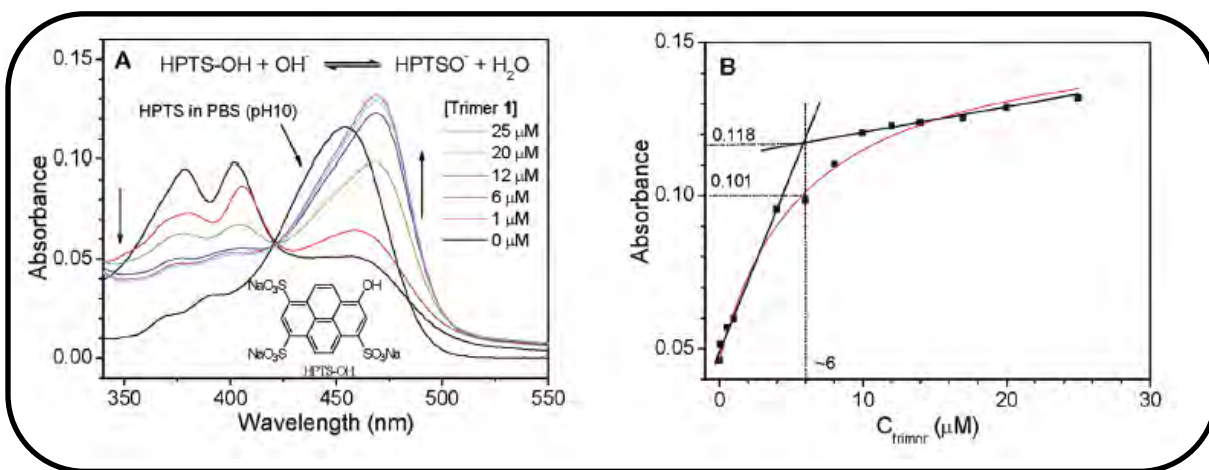 A
HPTS-OH + OH⁻ ⇌ HPTSO⁻ + H₂O
HPTS in PBS (pH10)
[Trimer 1]
25 μM
20 μM
12 μM
6 μM
1 μM
0 μM
OH
NaO₃S
NaO₃S
SO₃Na
HPTS-OH
0.15
0.10
0.05
0.00
Absorbance
350 400 450 500 550
Wavelength (nm)
B
0.15
0.118
0.101
0.10
0.05
~6
Absorbance
0 10 20 30
C (μM)